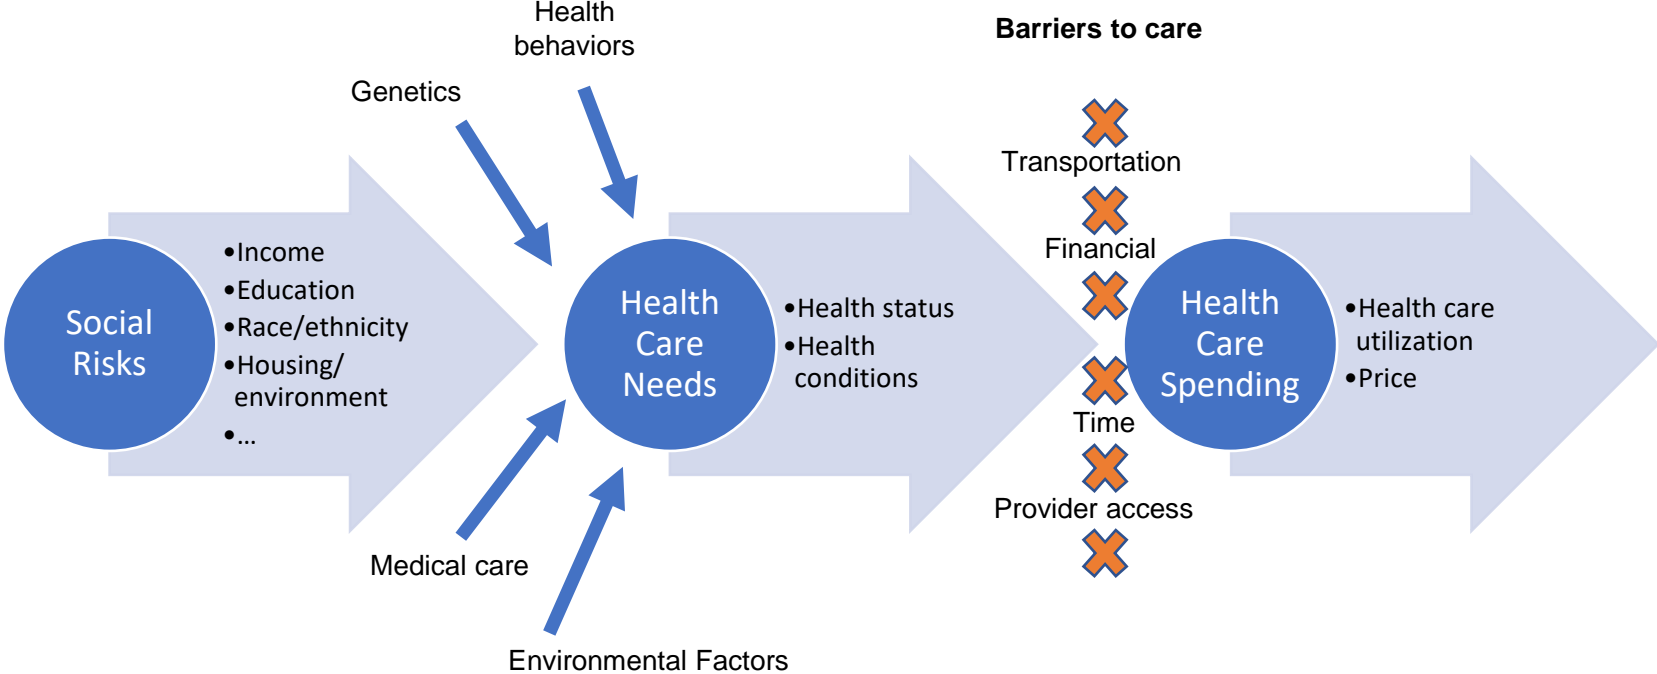 Health
behaviors
Genetics
Barriers to care
Social
Risks
•Income
•Education
•Race/ethnicity
•Housing/
environment
•...
Health
Care
Needs
•Health status
•Health
conditions
Medical care
Environmental Factors
Transportation
Financial
Time
Provider access
Health
Care
Spending
•Health care
utilization
•Price